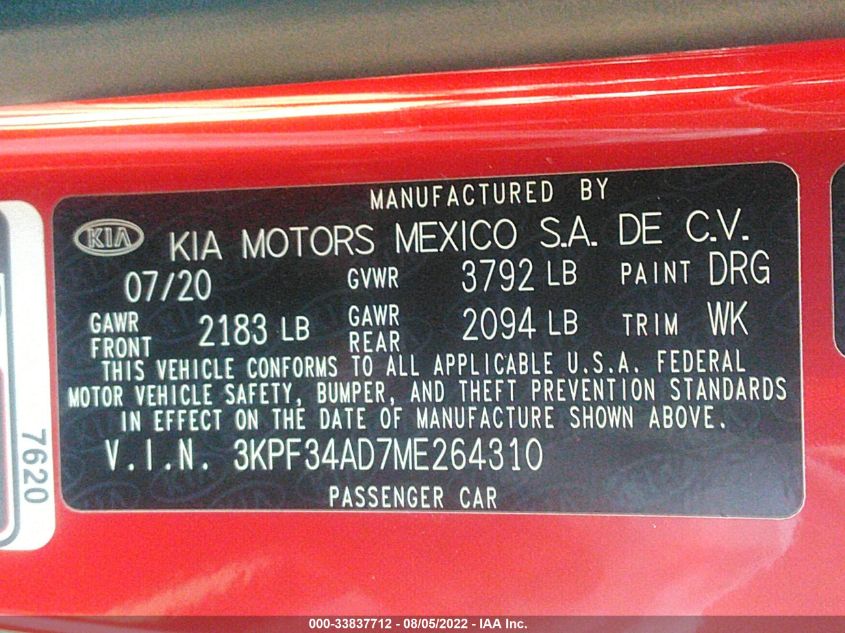 MANUFACTURED BY
KIA KIA MOTORS MEXICO S.A. DE C.V.
07/20 GVWR 3792 LB PAINT DRG
GAWR FRONT 2183 LB GAWR REAR 2094 LB TRIM WK
THIS VEHICLE CONFORMS TO ALL APPLICABLE U.S.A. FEDERAL
MOTOR VEHICLE SAFETY, BUMPER, AND THEFT PREVENTION STANDARDS
IN EFFECT ON THE DATE OF MANUFACTURE SHOWN ABOVE.
V.I.N. 3KPF34AD7ME264310
PASSENGER CAR
7620
000-33837712 - 08/05/2022 - IAA Inc.